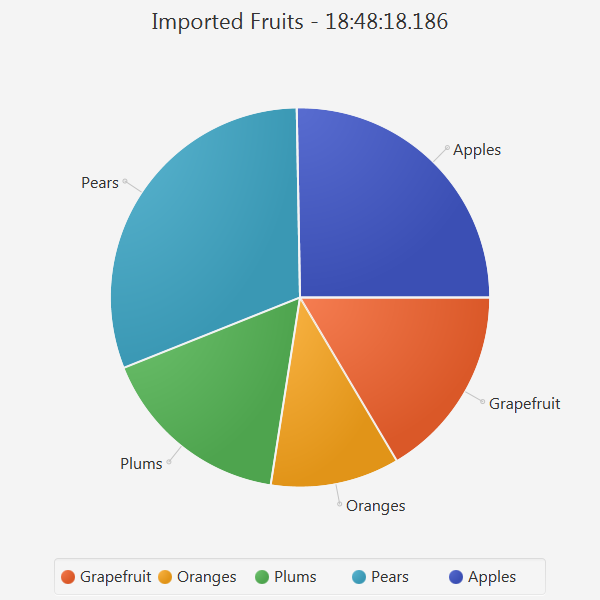 Imported Fruits - 18:48:18.186
Apples
Pears
Grapefruit
Plums
Oranges
Grapefruit Oranges Plums Pears Apples